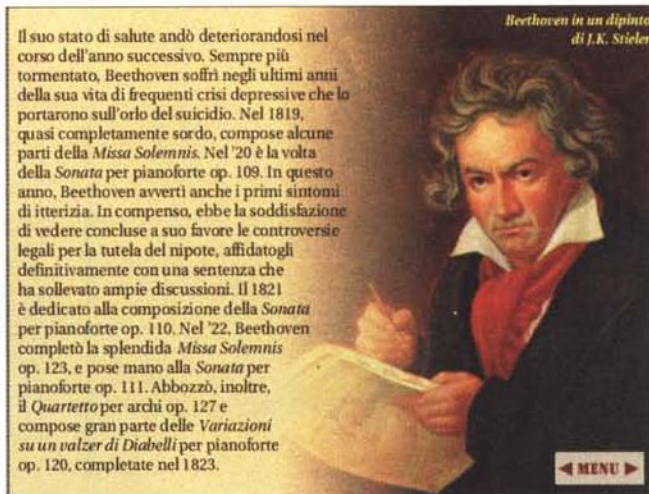 Beethoven in un dipinto
di J.K. Stieler
Il suo stato di salute andò deteriorandosi nel
corso dell'anno successivo. Sempre più
tormentato, Beethoven soffrì negli ultimi anni
della sua vita di frequenti crisi depressive che lo
portarono sull'orlo del suicidio. Nel 1819,
quasi completamente sordo, compose alcune
parti della Missa Solemnis. Nel '20 è la volta
della Sonata per pianoforte op. 109. In questo
anno, Beethoven avvertì anche i primi sintomi
di itterizia. In compenso, ebbe la soddisfazione
di vedere concluse a suo favore le controversie
legali per la tutela del nipote, affidatogli
definitivamente con una sentenza che
ha sollevato ampie discussioni. Il 1821
è dedicato alla composizione della Sonata
per pianoforte op. 110. Nel '22, Beethoven
completò la splendida Missa Solemnis
op. 123, e pose mano alla Sonata per
pianoforte op. 111. Abbozzò, inoltre,
il Quartetto per archi op. 127 e
compose gran parte delle Variazioni
su un valzer di Diabelli per pianoforte
op. 120, completate nel 1823.
MENU